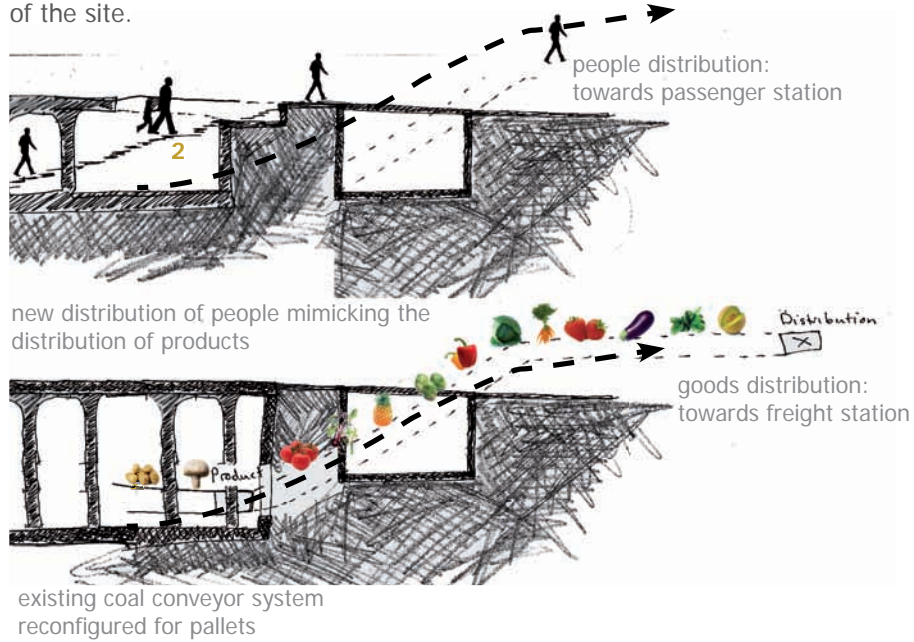 of the site.
people distribution:
towards passenger station
2
new distribution of people mimicking the
distribution of products
Distribution
goods distribution:
towards freight station
Product
existing coal conveyor system
reconfigured for pallets